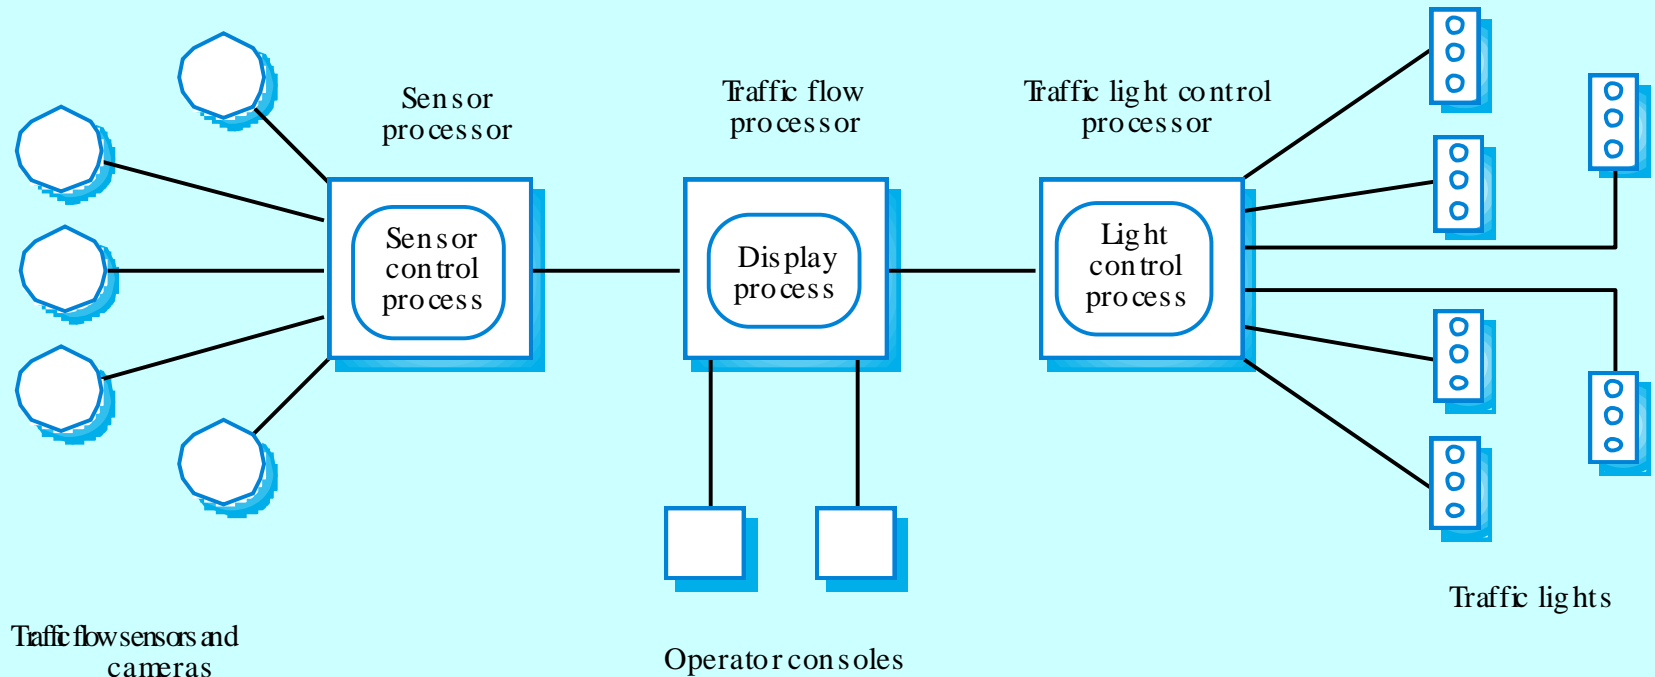 Sensor
processor
Traffic flow
processor
Traffic light control
processor
Sensor
control
process
Display
process
Light
control
process
Traffic lights
Traffic flow sensors and
cameras
Operator consoles